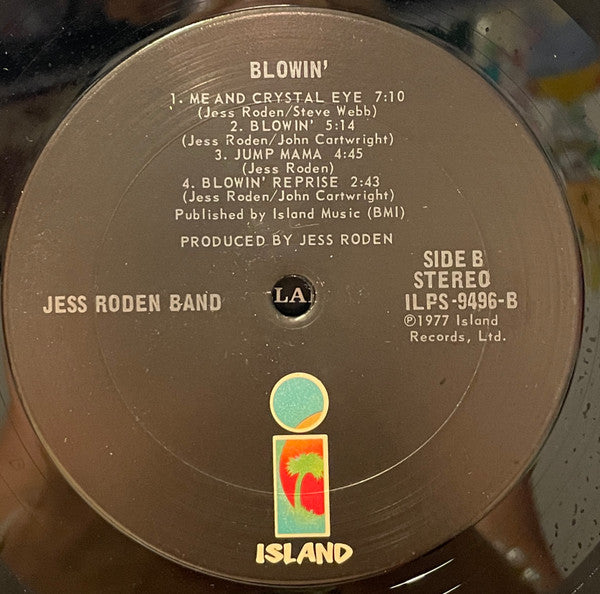 BLOWIN'
1. ME AND CRYSTAL EYE 7:10
(Jess Roden/Steve Webb)
2. BLOWIN' 5:14
(Jess Roden/John Cartwright)
3. JUMP MAMA 4:45
(Jess Roden)
4. BLOWIN' REPRISE 2:43
(Jess Roden/John Cartwright)
Published by Island Music (BMI)
PRODUCED BY JESS RODEN
JESS RODEN BAND
LA
SIDE B
STEREO
ILPS-9496-B
℗1977 Island
Records, Ltd.
i
ISLAND